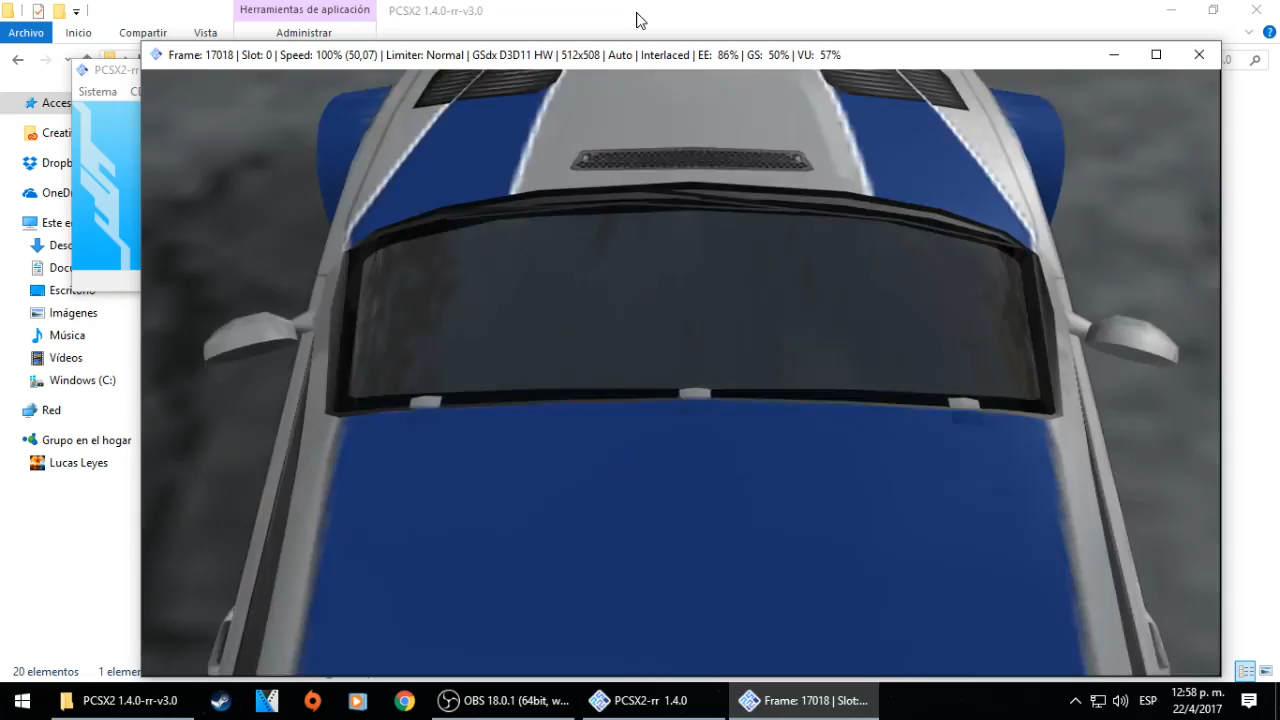 Herramientas de aplicación
PCSX2 1.4.0-rr-v3.0
Archivo
Inicio
Compartir
Vista
Administrar
Frame: 17018 | Slot: 0 | Speed: 100% (50,07) | Limiter: Normal | GSdx D3D11 HW | 512x508 | Auto | Interlaced | EE: 86% | GS: 50% | VU: 57%
PCSX2-rr
Sistema
Este e
Escritorio
Imágenes
Música
Vídeos
Windows (C:)
Red
Grupo en el hogar
Lucas Leyes
20 elementos
PCSX2 1.4.0-rr-v3.0
OBS 18.0.1 (64bit, w...
PCSX2-rr 1.4.0
Frame: 17018 | Slot:...
ESP
12:58 p. m.
22/4/2017